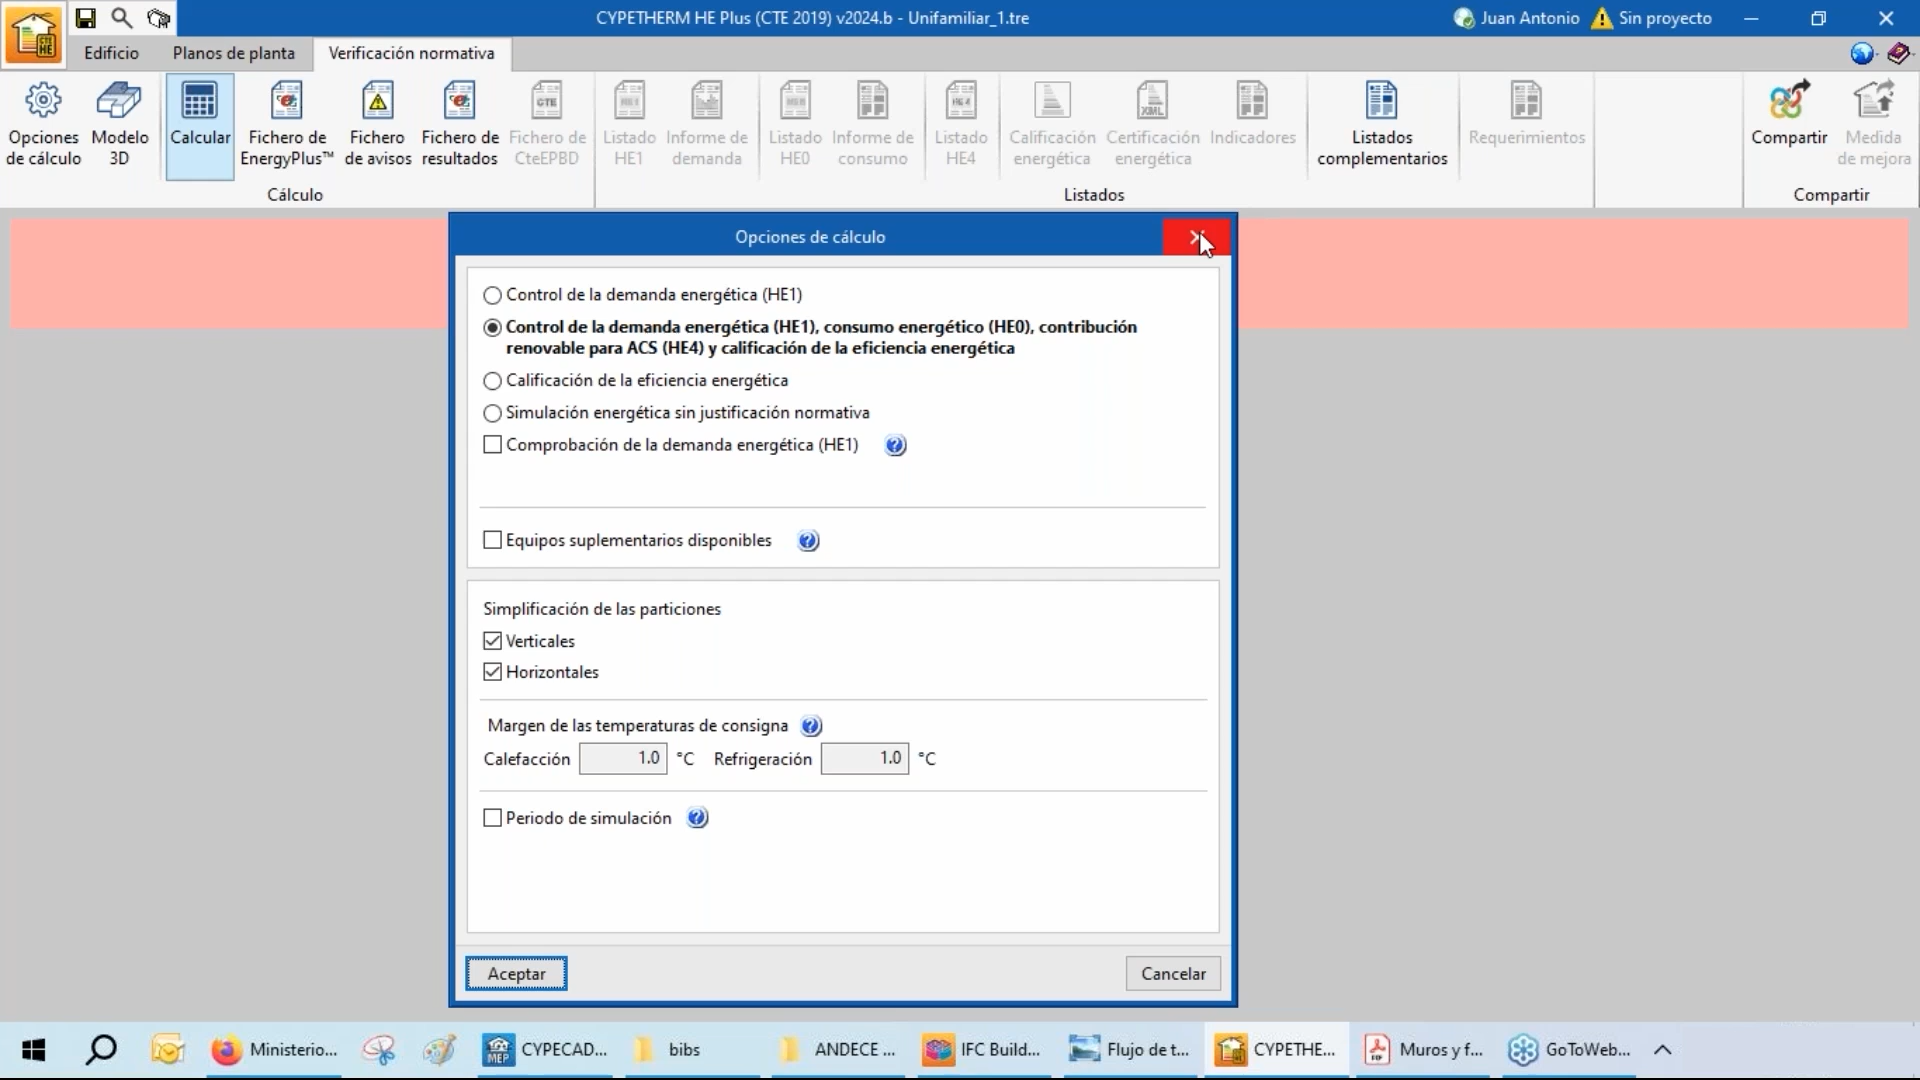 CYPETHERM HE Plus (CTE 2019) v2024.b - Unifamiliar_1.tre
Juan Antonio
Sin proyecto
Edificio
Planos de planta
Verificación normativa
Opciones
de cálculo
Modelo
3D
Calcular
Fichero de
EnergyPlus™
Fichero
de avisos
Fichero de
resultados
Fichero de
CteEPBD
Listado
HE1
Informe de
demanda
Listado
HE0
Informe de
consumo
Listado
HE4
Calificación
energética
Certificación
energética
Indicadores
Listados
complementarios
Requerimientos
Compartir
Medida
de mejora
Cálculo
Listados
Compartir
Opciones de cálculo
Control de la demanda energética (HE1)
Control de la demanda energética (HE1), consumo energético (HE0), contribución
renovable para ACS (HE4) y calificación de la eficiencia energética
Calificación de la eficiencia energética
Simulación energética sin justificación normativa
Comprobación de la demanda energética (HE1)
Equipos suplementarios disponibles
Simplificación de las particiones
Verticales
Horizontales
Margen de las temperaturas de consigna
Calefacción 1.0 °C Refrigeración 1.0 °C
Periodo de simulación
Aceptar
Cancelar
Ministerio...
CYPECAD...
bibs
ANDECE ...
IFC Build...
Flujo de t...
CYPETHE...
Muros y f...
GoToWeb...